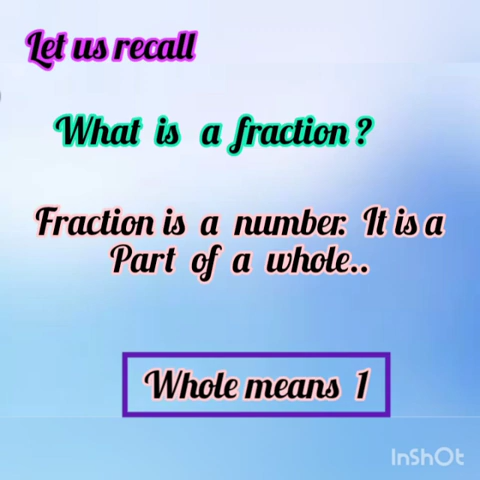 Let us recall
What is a fraction ?
Fraction is a number. It is a
Part of a whole..
Whole means 1
InShOt